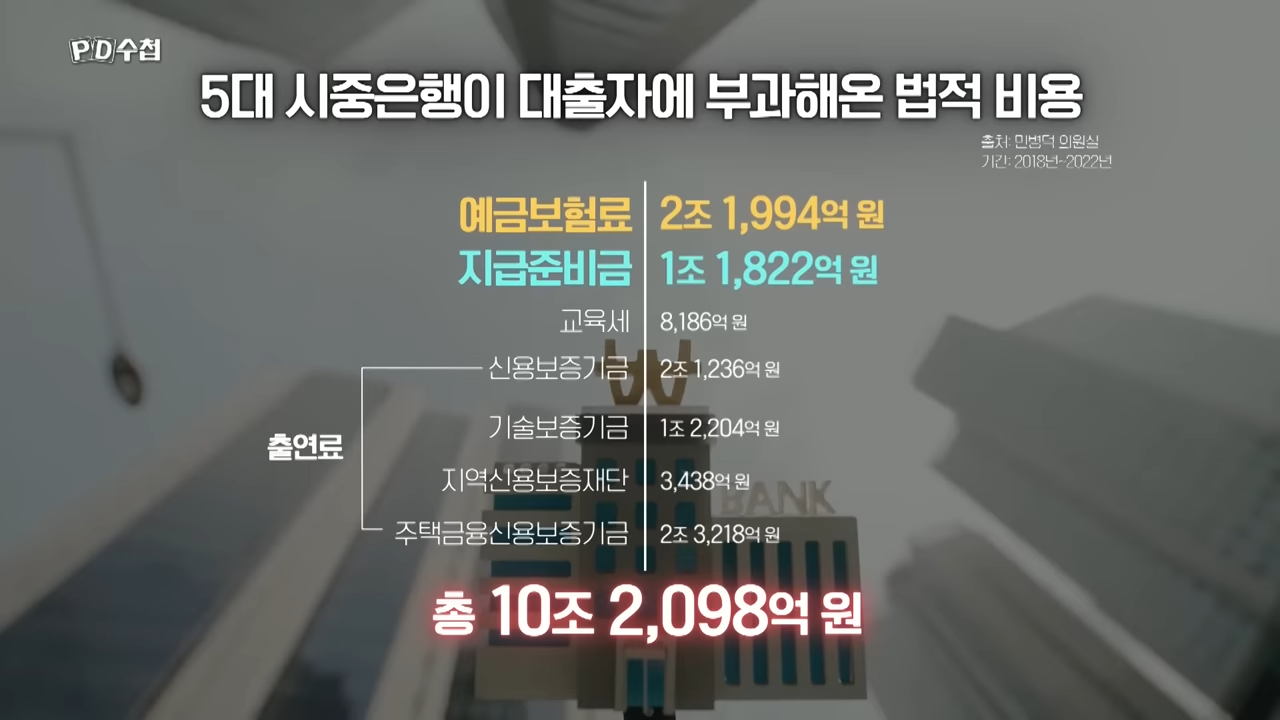 PD수첩
5대 시중은행이 대출자에 부과해온 법적 비용
출처: 민병덕 의원실
기간: 2018년~2022년
예금보험료 2조 1,994억 원
지급준비금 1조 1,822억 원
교육세 8,186억 원
출연료
신용보증기금 2조 1,236억 원
기술보증기금 1조 2,204억 원
지역신용보증재단 3,438억 원
주택금융신용보증기금 2조 3,218억 원
총 10조 2,098억 원
BANK